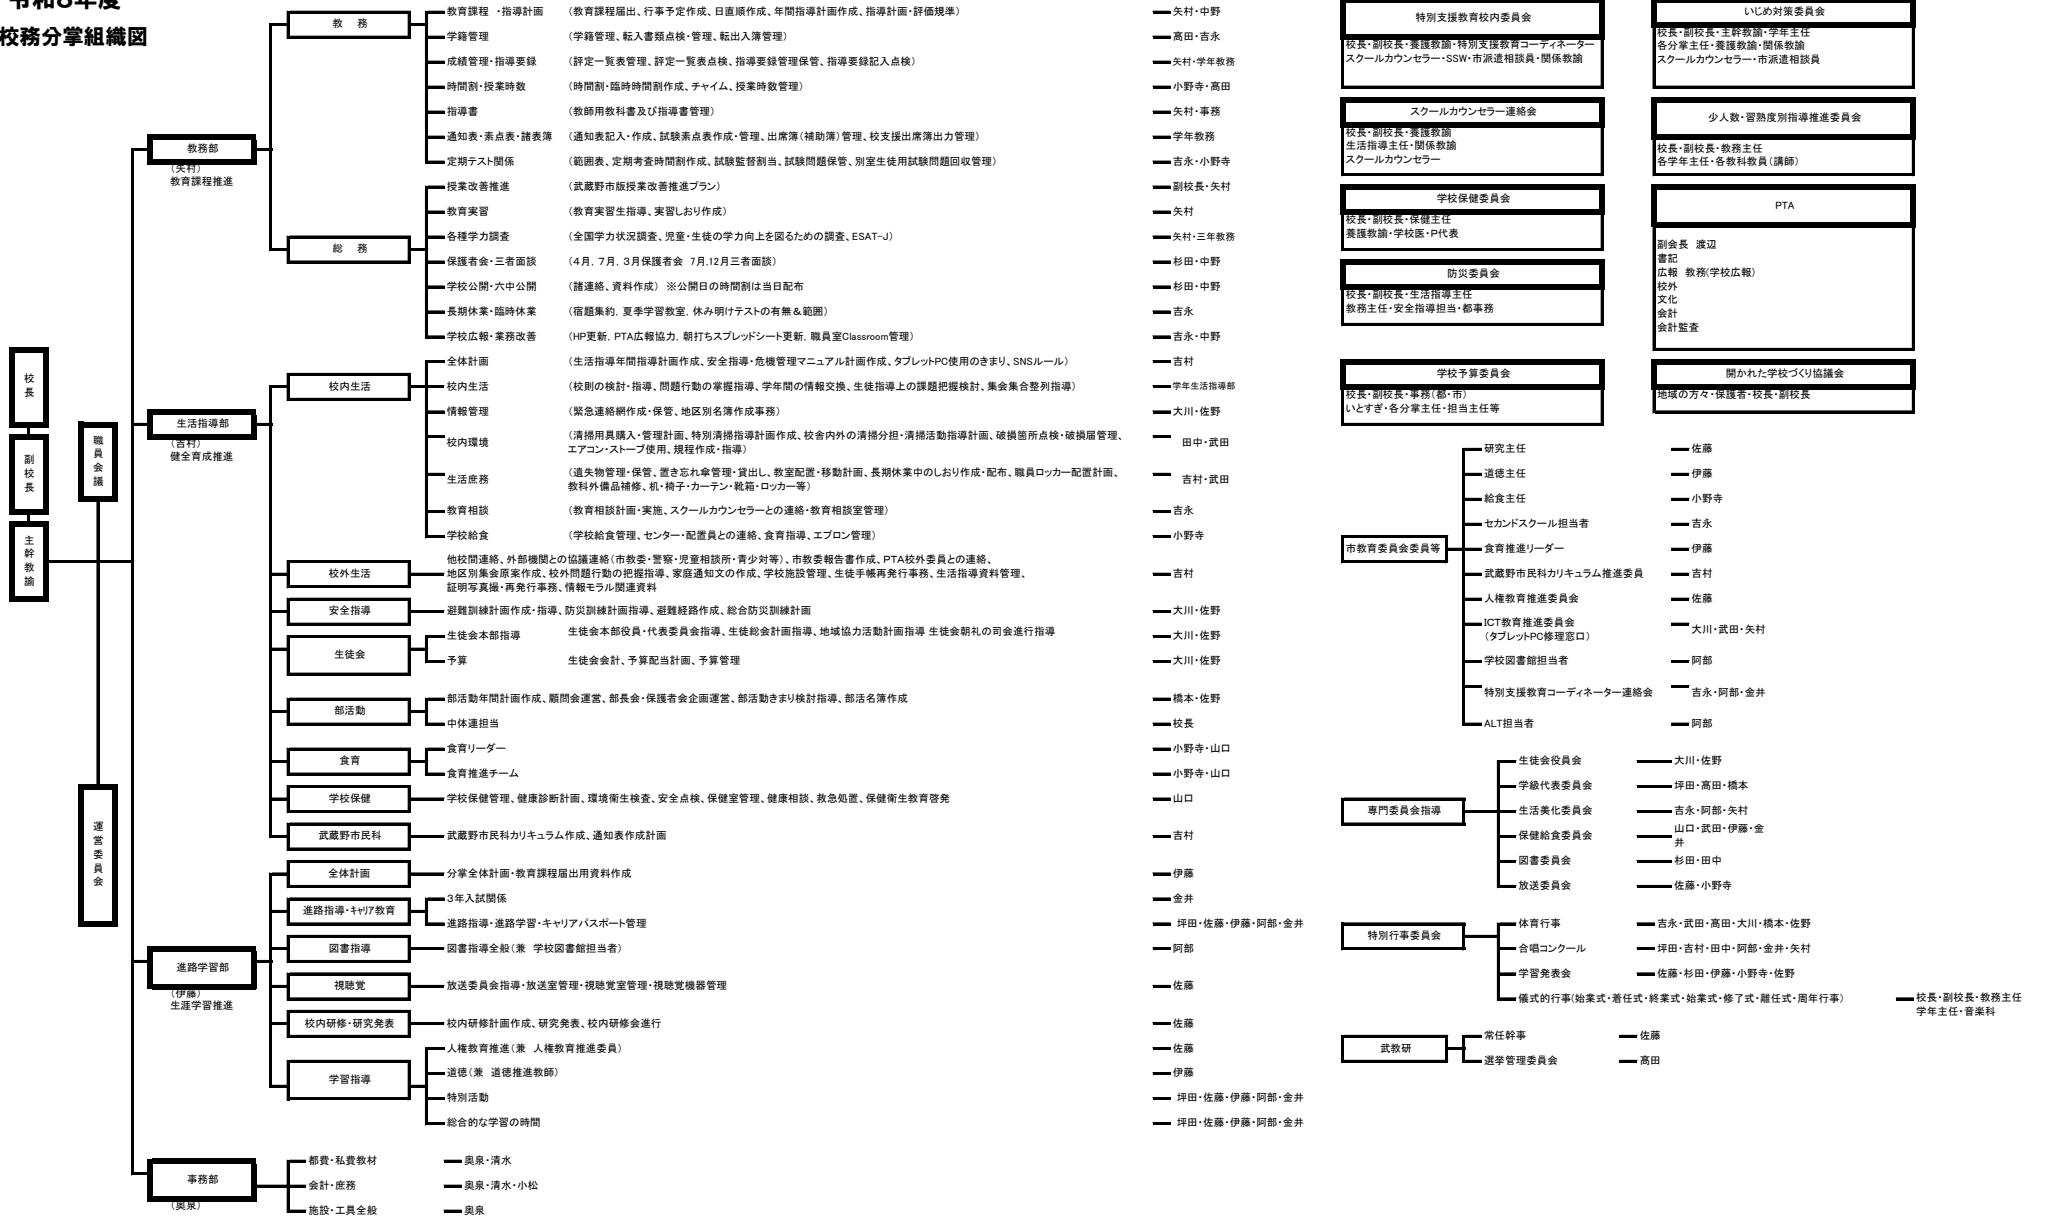 令和8年度
校務分掌組織図
校長
副校長
主幹教諭
職員会議
運営委員会
教務部
(矢村)
教育課程推進
教　務
教育課程　・指導計画　（教育課程届出、行事予定作成、日直順作成、年間指導計画作成、指導計画・評価規準）　矢村・中野
学籍管理　（学籍管理、転入書類点検・管理、転出入簿管理）　髙田・吉永
成績管理・指導要録　（評定一覧表管理、評定一覧表点検、指導要録管理保管、指導要録記入点検）　矢村・学年教務
時間割・授業時数　（時間割・臨時時間割作成、チャイム、授業時数管理）　小野寺・髙田
指導書　（教師用教科書及び指導書管理）　矢村・事務
通知表・素点表・諸表簿　（通知表記入・作成、試験素点表作成・管理、出席簿（補助簿）管理、校支援出席簿出力管理）　学年教務
定期テスト関係　（範囲表、定期考査時間割作成、試験監督割当、試験問題保管、別室生徒用試験問題回収管理）　吉永・小野寺
総　務
授業改善推進　（武蔵野市版授業改善推進プラン）　副校長・矢村
教育実習　（教育実習生指導、実習しおり作成）　矢村
各種学力調査　（全国学力状況調査、児童・生徒の学力向上を図るための調査、ESAT-J）　矢村・三年教務
保護者会・三者面談　（4月, 7月, 3月保護者会　7月,12月三者面談）　杉田・中野
学校公開・六中公開　（諸連絡、資料作成）　※公開日の時間割は当日配布　杉田・中野
長期休業・臨時休業　（宿題集約, 夏季学習教室, 休み明けテストの有無＆範囲）　吉永
学校広報・業務改善　（HP更新, PTA広報協力, 朝打ちスプレッドシート更新, 職員室Classroom管理）　吉永・中野
生活指導部
(吉村)
健全育成推進
校内生活
全体計画　（生活指導年間指導計画作成、安全指導・危機管理マニュアル計画作成、タブレットPC使用のきまり、SNSルール）　吉村
校内生活　（校則の検討・指導、問題行動の掌握指導、学年間の情報交換、生徒指導上の課題把握検討、集会集合整列指導）　学年生活指導部
情報管理　（緊急連絡網作成・保管、地区別名簿作成事務）　大川・佐野
校内環境　（清掃用具購入・管理計画、特別清掃指導計画作成、校舎内外の清掃分担・清掃活動指導計画、破損箇所点検・破損届管理、
エアコン・ストーブ使用、規程作成・指導）　田中・武田
生活庶務　（遺失物管理・保管、置き忘れ傘管理・貸出し、教室配置・移動計画、長期休業中のしおり作成・配布、職員ロッカー配置計画、
教科外備品補修、机・椅子・カーテン・靴箱・ロッカー等）　吉村・武田
教育相談　（教育相談計画・実施、スクールカウンセラーとの連絡・教育相談室管理）　吉永
学校給食　（学校給食管理、センター・配置員との連絡、食育指導、エプロン管理）　小野寺
校外生活
他校間連絡、外部機関との協議連絡（市教委・警察・児童相談所・青少対等）、市教委報告書作成、PTA校外委員との連絡、
地区別集会原案作成、校外問題行動の把握指導、家庭通知文の作成、学校施設管理、生徒手帳再発行事務、生活指導資料管理、　吉村
証明写真撮・再発行事務、情報モラル関連資料
安全指導　避難訓練計画作成・指導、防災訓練計画指導、避難経路作成、総合防災訓練計画　大川・佐野
生徒会
生徒会本部指導　生徒会本部役員・代表委員会指導、生徒総会計画指導、地域協力活動計画指導 生徒会朝礼の司会進行指導　大川・佐野
予算　生徒会会計、予算配当計画、予算管理　大川・佐野
部活動
部活動年間計画作成、顧問会運営、部長会・保護者会企画運営、部活動きまり検討指導、部活名簿作成　橋本・佐野
中体連担当　校長
食育
食育リーダー　小野寺・山口
食育推進チーム　小野寺・山口
学校保健　学校保健管理、健康診断計画、環境衛生検査、安全点検、保健室管理、健康相談、救急処置、保健衛生教育啓発　山口
武蔵野市民科　武蔵野市民科カリキュラム作成、通知表作成計画　吉村
進路学習部
(伊藤)
生涯学習推進
全体計画　分掌全体計画・教育課程届出用資料作成　伊藤
進路指導・キャリア教育
3年入試関係　金井
進路指導・進路学習・キャリアパスポート管理　坪田・佐藤・伊藤・阿部・金井
図書指導　図書指導全般（兼　学校図書館担当者）　阿部
視聴覚　放送委員会指導・放送室管理・視聴覚室管理・視聴覚機器管理　佐藤
校内研修・研究発表　校内研修計画作成、研究発表、校内研修会進行　佐藤
学習指導
人権教育推進（兼　人権教育推進委員）　佐藤
道徳（兼　道徳推進教師）　伊藤
特別活動　坪田・佐藤・伊藤・阿部・金井
総合的な学習の時間　坪田・佐藤・伊藤・阿部・金井
事務部
(奥泉)
都費・私費教材　奥泉・清水
会計・庶務　奥泉・清水・小松
施設・工具全般　奥泉
特別支援教育校内委員会
校長・副校長・養護教諭・特別支援教育コーディネーター
スクールカウンセラー・SSW・市派遣相談員・関係教諭
スクールカウンセラー連絡会
校長・副校長・養護教諭
生活指導主任・関係教諭
スクールカウンセラー
学校保健委員会
校長・副校長・保健主任
養護教諭・学校医・P代表
防災委員会
校長・副校長・生活指導主任
教務主任・安全指導担当・都事務
学校予算委員会
校長・副校長・事務（都・市）
いとすぎ・各分掌主任・担当主任等
いじめ対策委員会
校長・副校長・主幹教諭・学年主任
各分掌主任・養護教諭・関係教諭
スクールカウンセラー・市派遣相談員
少人数・習熟度別指導推進委員会
校長・副校長・教務主任
各学年主任・各教科教員（講師）
PTA
副会長　渡辺
書記
広報　教務(学校広報)
校外
文化
会計
会計監査
開かれた学校づくり協議会
地域の方々・保護者・校長・副校長
市教育委員会委員等
研究主任　佐藤
道徳主任　伊藤
給食主任　小野寺
セカンドスクール担当者　吉永
食育推進リーダー　伊藤
武蔵野市民科カリキュラム推進委員　吉村
人権教育推進委員会　佐藤
ICT教育推進委員会
（タブレットPC修理窓口）　大川・武田・矢村
学校図書館担当者　阿部
特別支援教育コーディネーター連絡会　吉永・阿部・金井
ALT担当者　阿部
専門委員会指導
生徒会役員会　大川・佐野
学級代表委員会　坪田・髙田・橋本
生活美化委員会　吉永・阿部・矢村
保健給食委員会　山口・武田・伊藤・金
井
図書委員会　杉田・田中
放送委員会　佐藤・小野寺
特別行事委員会
体育行事　吉永・武田・髙田・大川・橋本・佐野
合唱コンクール　坪田・吉村・田中・阿部・金井・矢村
学習発表会　佐藤・杉田・伊藤・小野寺・佐野
儀式的行事(始業式・着任式・終業式・始業式・修了式・離任式・周年行事)　校長・副校長・教務主任
学年主任・音楽科
武教研
常任幹事　佐藤
選挙管理委員会　髙田